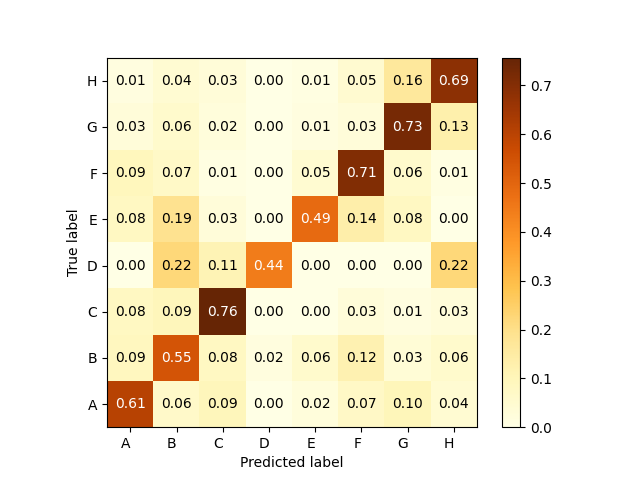 H 0.01 0.04 0.03 0.00 0.01 0.05 0.16 0.69
G 0.03 0.06 0.02 0.00 0.01 0.03 0.73 0.13
F 0.09 0.07 0.01 0.00 0.05 0.71 0.06 0.01
E 0.08 0.19 0.03 0.00 0.49 0.14 0.08 0.00
D 0.00 0.22 0.11 0.44 0.00 0.00 0.00 0.22
C 0.08 0.09 0.76 0.00 0.00 0.03 0.01 0.03
B 0.09 0.55 0.08 0.02 0.06 0.12 0.03 0.06
A 0.61 0.06 0.09 0.00 0.02 0.07 0.10 0.04
A B C D E F G H
Predicted label
True label
0.7
0.6
0.5
0.4
0.3
0.2
0.1
0.0